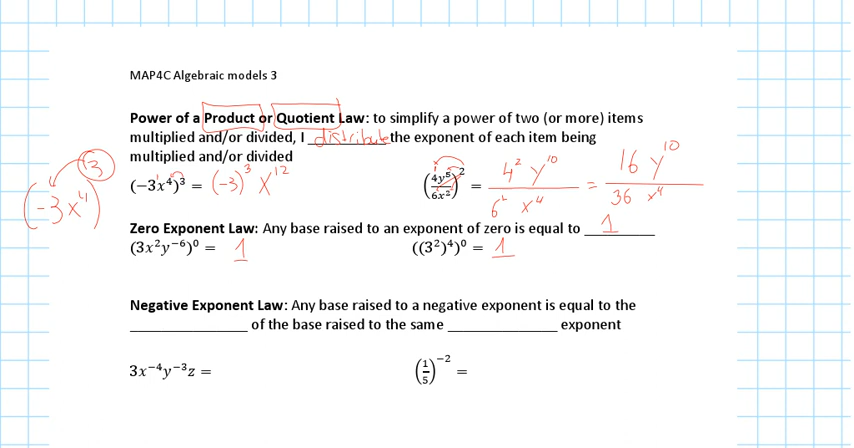 MAP4C Algebraic models 3
Power of a Product or Quotient Law: to simplify a power of two (or more) items
multiplied and/or divided, I distribute the exponent of each item being
multiplied and/or divided
(−3x⁴)³ (−3x⁴)³ = (−3)³ x¹² (4y⁵/6x²)² = 4² y¹⁰/6² x⁴ = 16 y¹⁰/36 x⁴
Zero Exponent Law: Any base raised to an exponent of zero is equal to 1
(3x²y⁻⁶)⁰ = 1 ((3²)⁴)⁰ = 1
Negative Exponent Law: Any base raised to a negative exponent is equal to the
____________ of the base raised to the same ____________ exponent
3x⁻⁴y⁻³z = (1/5)⁻² =